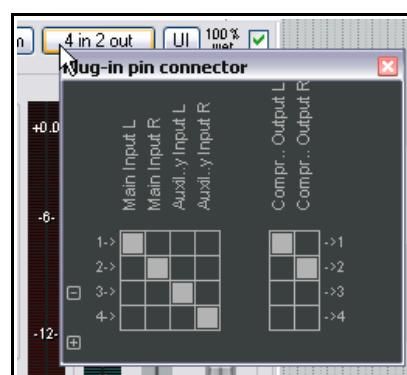 4 in 2 out
UI
100%
wet
Plug-in pin connector
+0.0
-6-
-12-
Main Input L
Main Input R
Auxil..y Input L
Auxil..y Input R
Compr.. Output L
Compr.. Output R
1->
2->
3->
4->
->1
->2
->3
->4